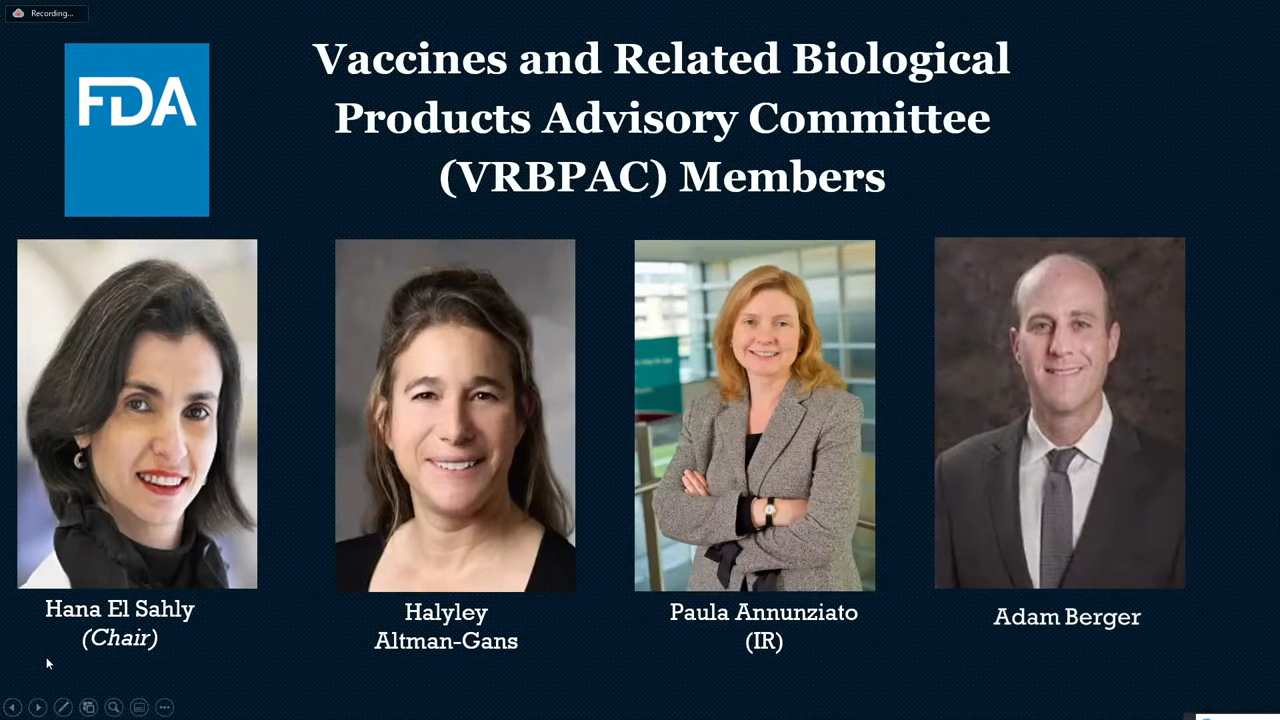 Recording...
FDA
Vaccines and Related Biological
Products Advisory Committee
(VRBPAC) Members
Hana El Sahly
(Chair)
Halyley
Altman-Gans
Paula Annunziato
(IR)
Adam Berger